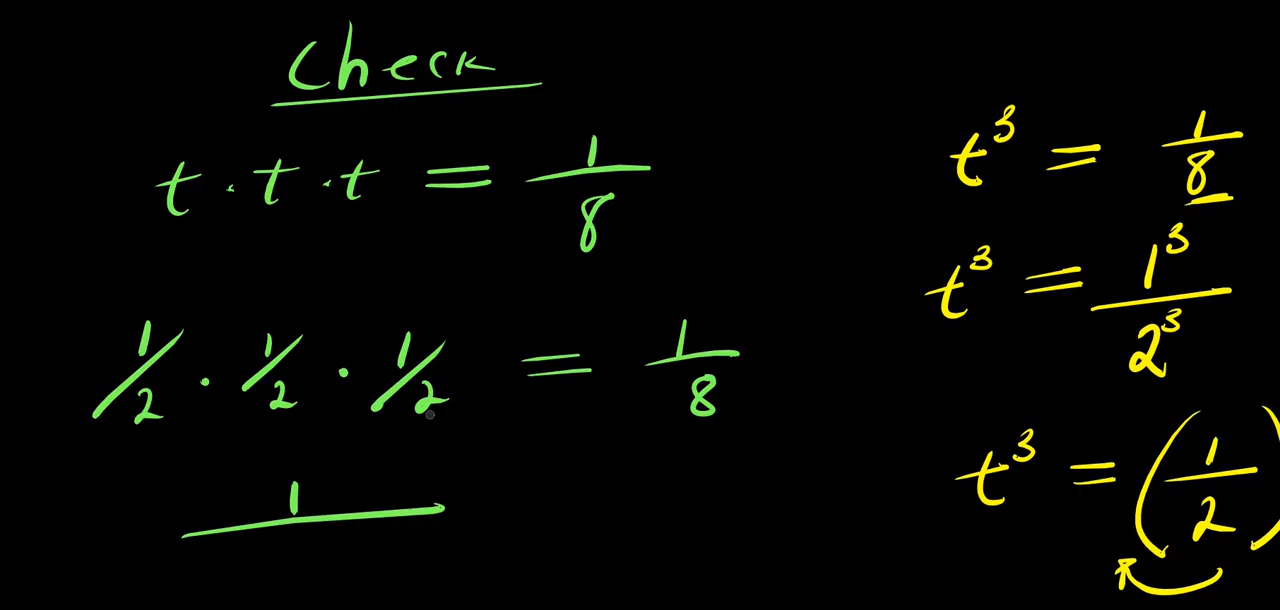 Check
t · t · t = 1/8
1/2 · 1/2 · 1/2 = 1/8
1
t³ = 1/8
t³ = 1³/2³
t³ = (1/2)